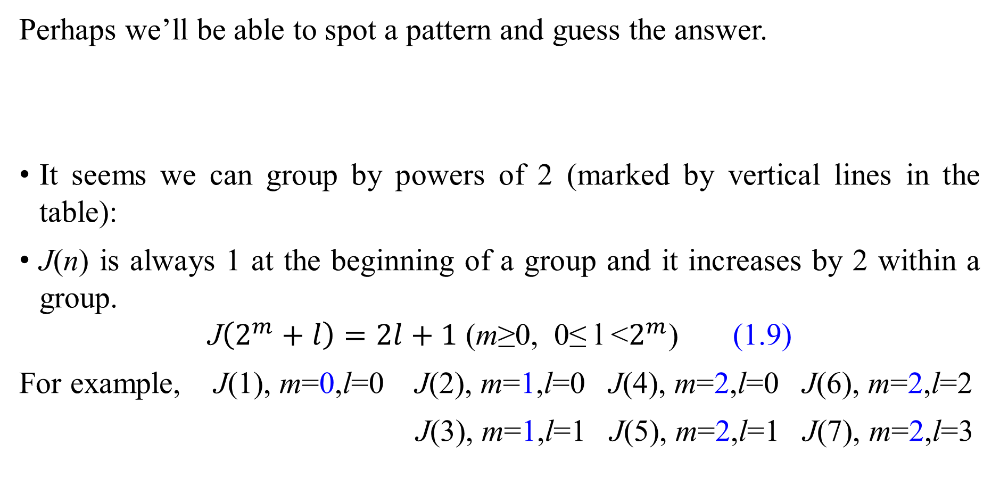 Perhaps we’ll be able to spot a pattern and guess the answer.
• It seems we can group by powers of 2 (marked by vertical lines in the
table):
• J(n) is always 1 at the beginning of a group and it increases by 2 within a
group.
J(2^m + l) = 2l + 1 (m≥0, 0≤ l <2^m) (1.9)
For example, J(1), m=0,l=0 J(2), m=1,l=0 J(4), m=2,l=0 J(6), m=2,l=2
J(3), m=1,l=1 J(5), m=2,l=1 J(7), m=2,l=3